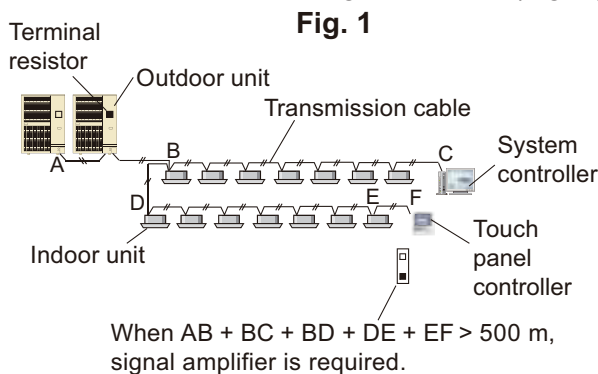 Fig. 1
Terminal
resistor
Outdoor unit
Transmission cable
A
B
C
System
controller
D
E
F
Indoor unit
Touch
panel
controller
When AB + BC + BD + DE + EF > 500 m,
signal amplifier is required.